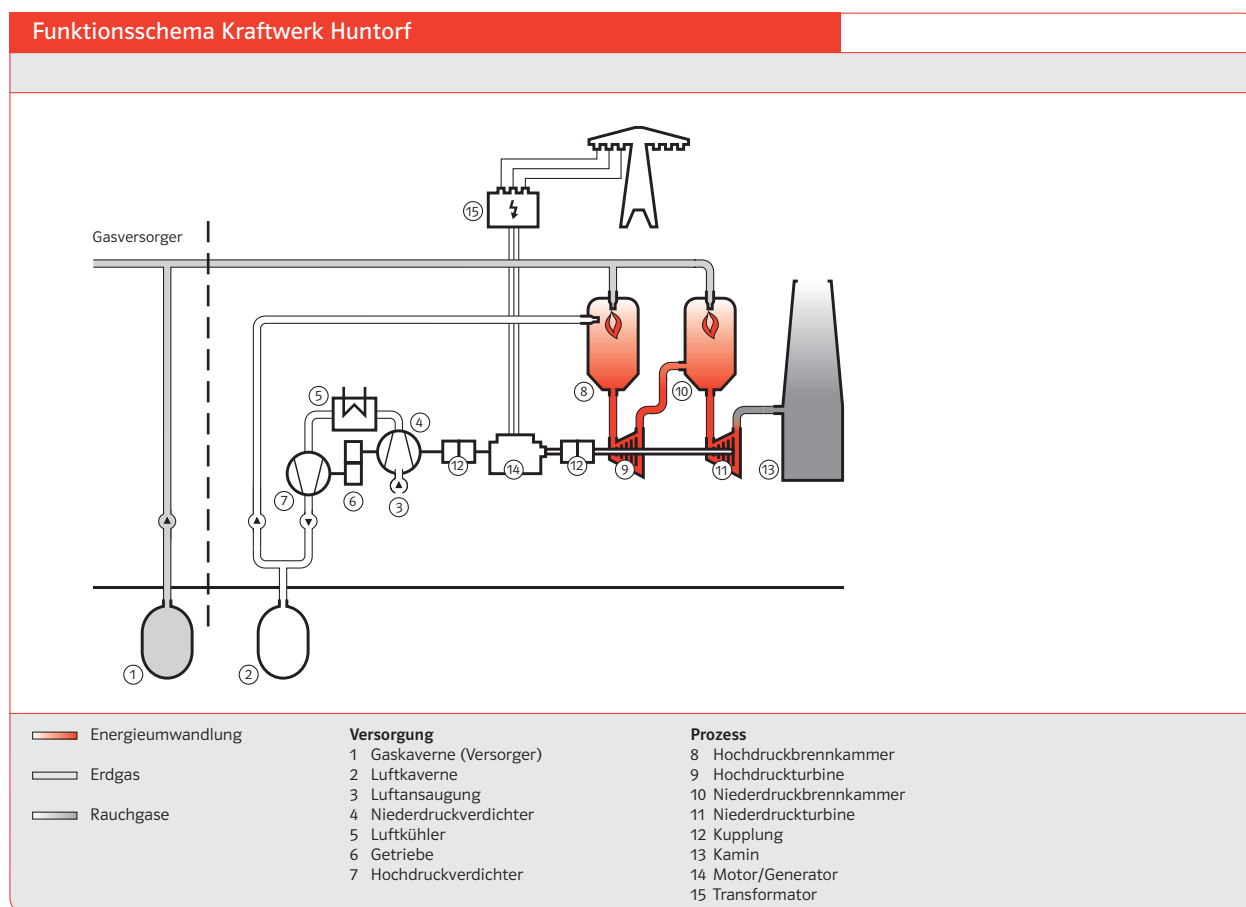 Funktionsschema Kraftwerk Huntorf
15
Gasversorger
8
10
5
4
12
14
12
9
11
13
7
6
3
1
2
Energieumwandlung
Erdgas
Rauchgase
Versorgung
1 Gaskaverne (Versorger)
2 Luftkaverne
3 Luftansaugung
4 Niederdruckverdichter
5 Luftkühler
6 Getriebe
7 Hochdruckverdichter
Prozess
8 Hochdruckbrennkammer
9 Hochdruckturbine
10 Niederdruckbrennkammer
11 Niederdruckturbine
12 Kupplung
13 Kamin
14 Motor/Generator
15 Transformator